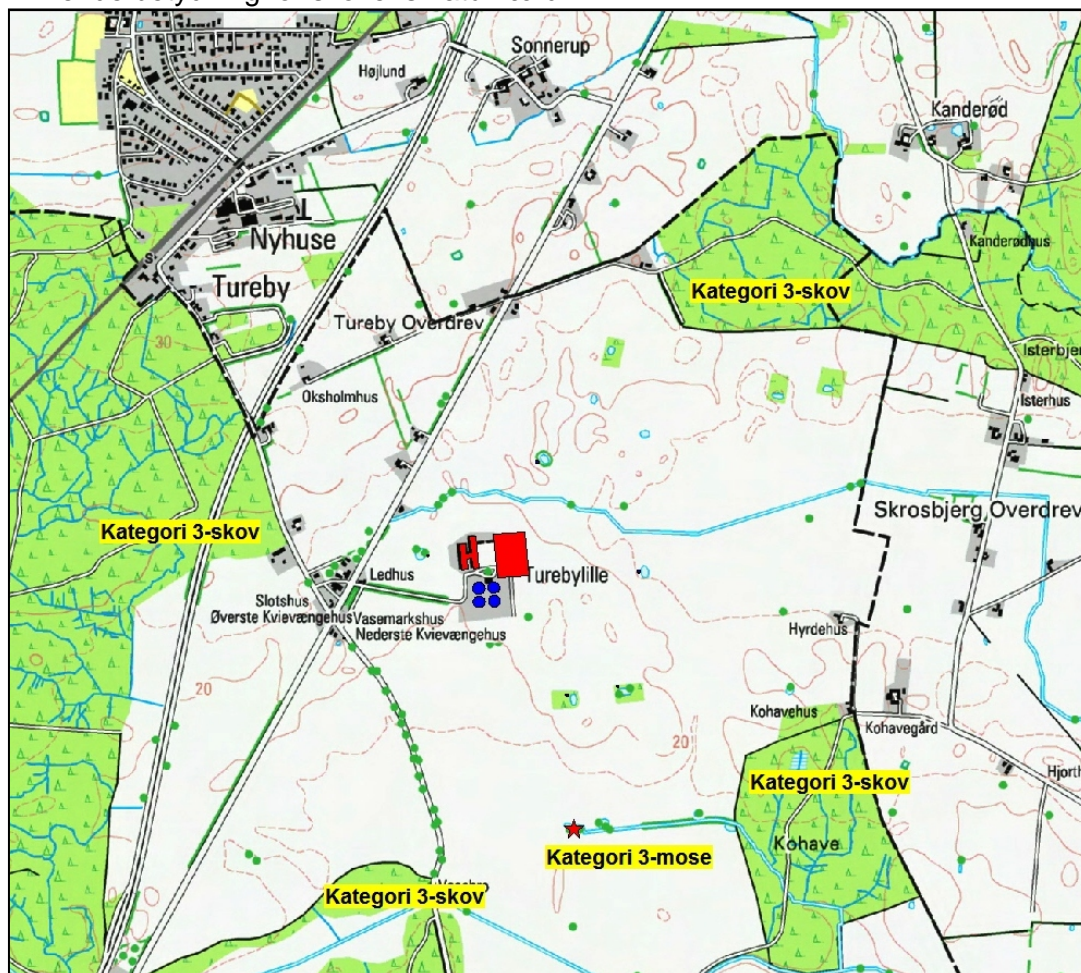 Sonnerup
Højlund
Kanderød
Nyhuse
Kanderødhus
S
Tureby
Kategori 3-skov
Tureby Overdrev
30
Isterbjer
Oksholmhus
Isterhus
Kategori 3-skov
Skrosbjerg Overdrev
Ledhus
Turebylille
Slotshus
Øverste Kvievængehus
Vasemarkshus
Nederste Kvievængehus
Hyrdehus
20
Kohavehus
20
Kohavegård
Kategori 3-skov
Hjorth
Kohave
Kategori 3-mose
Kategori 3-skov